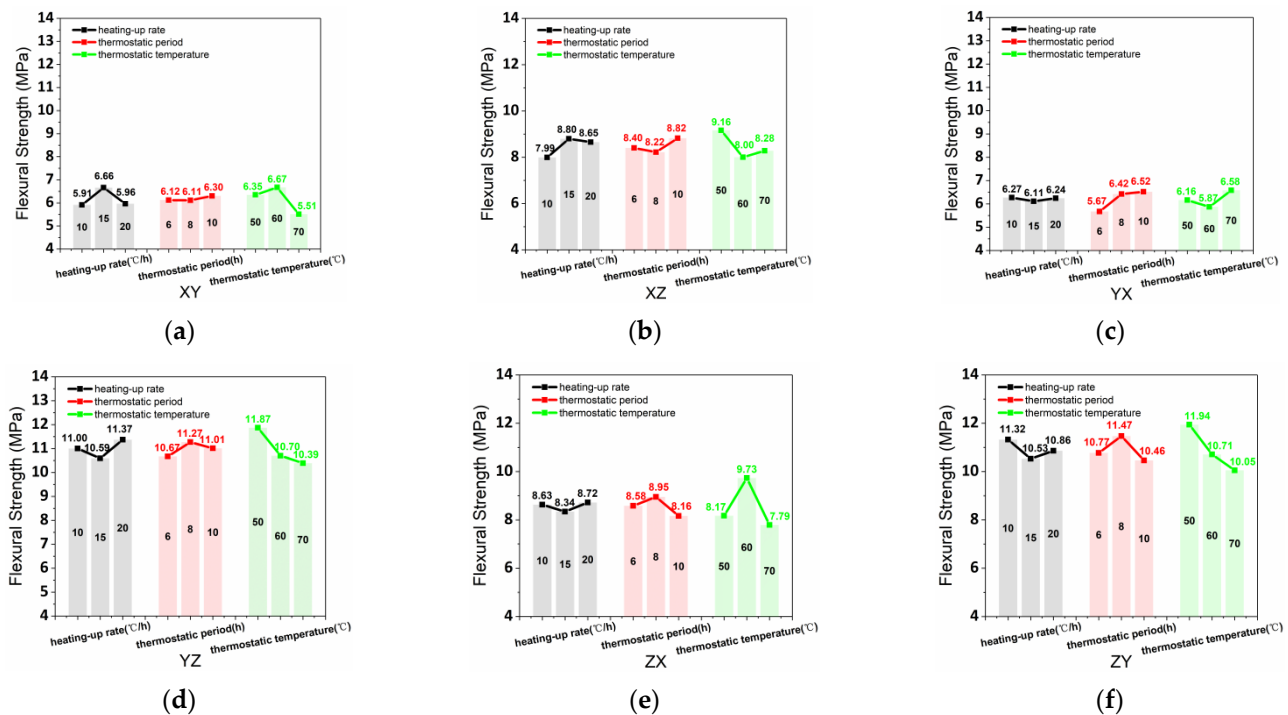 14
13
12
11
10
9
8
7
6
5
4
Flexural Strength (MPa)
heating-up rate
thermostatic period
thermostatic temperature
5.91
6.66
5.96
6.12
6.11
6.30
6.35
6.67
5.51
10
15
20
6
8
10
50
60
70
heating-up rate(℃/h)
thermostatic period(h)
thermostatic temperature(℃)
XY
(a)
14
12
10
8
6
4
Flexural Strength (MPa)
heating-up rate
thermostatic period
thermostatic temperature
7.99
8.80
8.65
8.40
8.22
8.82
9.16
8.00
8.28
10
15
20
6
8
10
50
60
70
heating-up rate(℃/h)
thermostatic period(h)
thermostatic temperature(℃)
XZ
(b)
14
13
12
11
10
9
8
7
6
5
4
Flexural Strength (MPa)
heating-up rate
thermostatic period
thermostatic temperature
6.27
6.11
6.24
5.67
6.42
6.52
6.16
5.87
6.58
10
15
20
6
8
10
50
60
70
heating-up rate(℃/h)
thermostatic period(h)
thermostatic temperature(℃)
YX
(c)
14
13
12
11
10
9
8
7
6
5
4
Flexural Strength (MPa)
heating-up rate
thermostatic period
thermostatic temperature
11.00
10.59
11.37
10.67
11.27
11.01
11.87
10.70
10.39
10
15
20
6
8
10
50
60
70
heating-up rate(℃/h)
thermostatic period(h)
thermostatic temperature(℃)
YZ
(d)
14
12
10
8
6
4
Flexural Strength (MPa)
heating-up rate
thermostatic period
thermostatic temperature
8.63
8.34
8.72
8.58
8.95
8.16
8.17
9.73
7.79
10
15
20
6
8
10
50
60
70
heating-up rate(℃/h)
thermostatic period(h)
thermostatic temperature(℃)
ZX
(e)
14
12
10
8
6
4
Flexural Strength (MPa)
heating-up rate
thermostatic period
thermostatic temperature
11.32
10.53
10.86
10.77
11.47
10.46
11.94
10.71
10.05
10
15
20
6
8
10
50
60
70
heating-up rate(℃/h)
thermostatic period(h)
thermostatic temperature(℃)
ZY
(f)